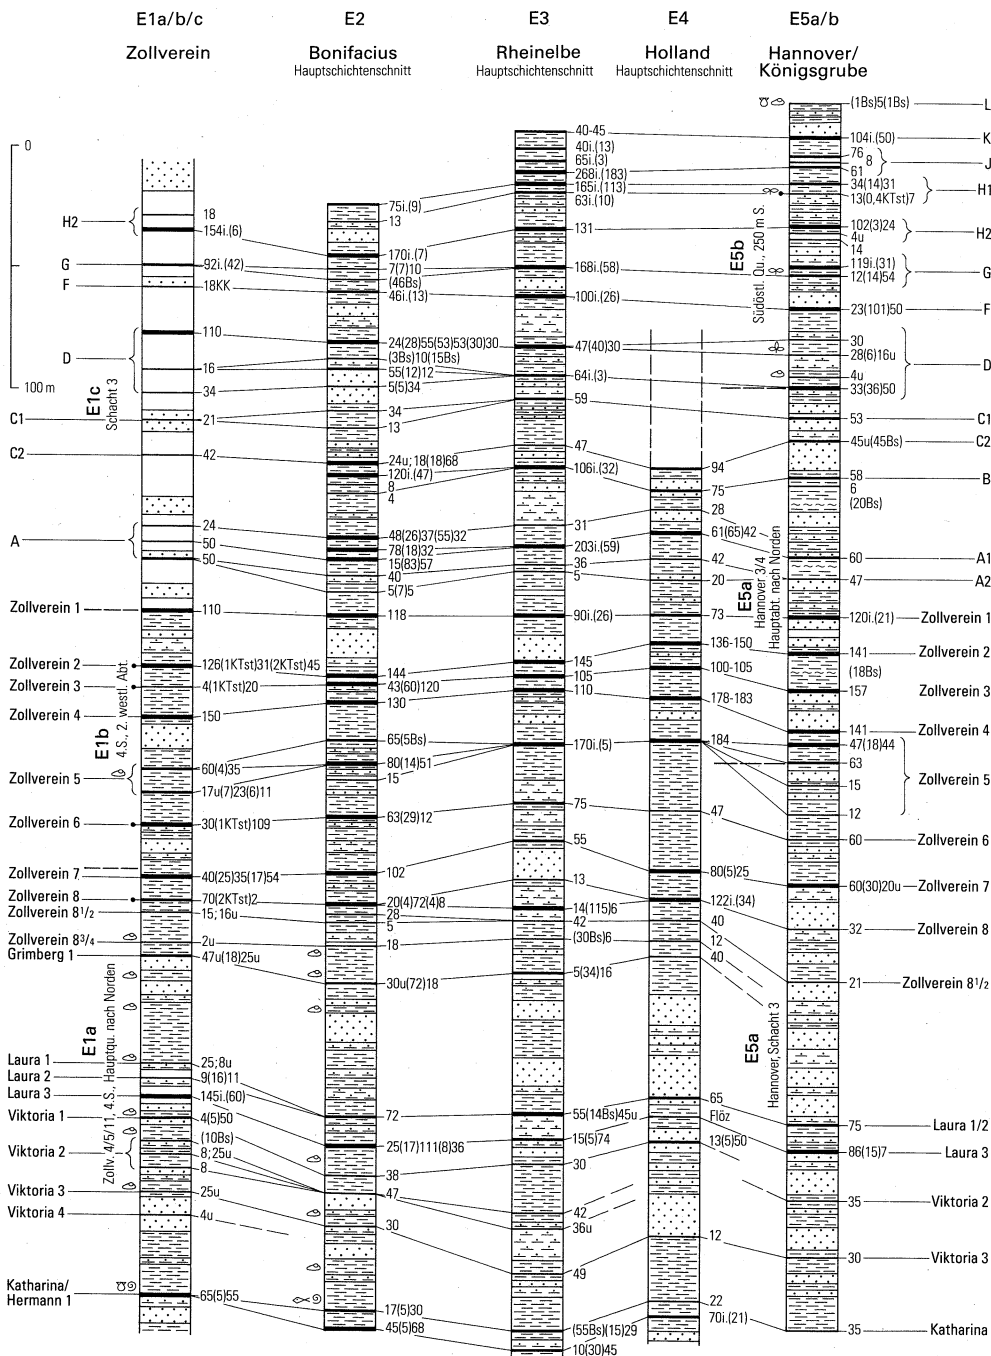 E1a/b/c
Zollverein
E2
Bonifacius
Hauptschichtenschnitt
E3
Rheinelbe
Hauptschichtenschnitt
E4
Holland
Hauptschichtenschnitt
E5a/b
Hannover/
Königsgrube
0
100 m
H2
G
F
D
C1
C2
A
Zollverein 1
Zollverein 2
Zollverein 3
Zollverein 4
Zollverein 5
Zollverein 6
Zollverein 7
Zollverein 8
Zollverein 8 1/2
Zollverein 8 3/4
Grimberg 1
Laura 1
Laura 2
Laura 3
Viktoria 1
Viktoria 2
Viktoria 3
Viktoria 4
Katharina/
Hermann 1
E1c
Schacht 3
E1b
4.S., 2. westl. Abt.
E1a
Zollv. 4/5/11, 4.S., Hauptqu. nach Norden
18
154i.(6)
92i.(42)
18KK
110
16
34
21
42
24
50
50
110
126(1KTst)31(2KTst)45
4(1KTst)20
150
60(4)35
17u(7)23(6)11
30(1KTst)109
40(25)35(17)54
70(2KTst)2
15;16u
2u
47u(18)25u
25;8u
9(16)11
145i.(60)
4(5)50
(10Bs)
8;25u
8
25u
4u
65(5)55
75i.(9)
13
170i.(7)
7(7)10
(46Bs)
46i.(13)
24(28)55(53)53(30)30
(3Bs)10(15Bs)
55(12)12
5(5)34
34
13
24u;18(18)68
120i.(47)
8
4
48(26)37(55)32
78(18)32
15(83)57
40
5(7)5
118
144
43(60)120
130
65(5Bs)
80(14)51
15
63(29)12
102
20(4)72(4)8
28
5
18
30u(72)18
72
25(17)111(8)36
38
47
30
17(5)30
45(5)68
40-45
40i.(13)
65i.(3)
268i.(183)
165i.(113)
63i.(10)
131
168i.(58)
100i.(26)
47(40)30
64i.(3)
59
47
106i.(32)
31
203i.(59)
36
5
90i.(26)
145
105
110
170i.(5)
75
55
13
14(115)6
42
(30Bs)6
5(34)16
55(14Bs)45u
15(5)74
30
42
36u
49
(55Bs)(15)29
10(30)45
94
75
28
61(65)42
42
20
73
136-150
100-105
178-183
184
47
80(5)25
122i.(34)
40
12
40
65
Flöz
13(5)50
12
22
70i.(21)
E5b
Südöstl. Qu., 250 m S.
E5a
Hannover 3/4
Hauptabt. nach Norden
E5a
Hannover, Schacht 3
(1Bs)5(1Bs)
104i.(50)
76
8
61
34(14)31
13(0,4KTst)7
102(3)24
4u
14
119i.(31)
12(14)54
23(101)50
30
28(6)16u
4u
33(36)50
53
45u(45Bs)
58
6
(20Bs)
60
47
120i.(21)
141
(18Bs)
157
141
47(18)44
63
15
12
60
60(30)20u
32
21
75
86(15)7
35
30
35
L
K
J
H1
H2
G
F
D
C1
C2
B
A1
A2
Zollverein 1
Zollverein 2
Zollverein 3
Zollverein 4
Zollverein 5
Zollverein 6
Zollverein 7
Zollverein 8
Zollverein 8 1/2
Laura 1/2
Laura 3
Viktoria 2
Viktoria 3
Katharina